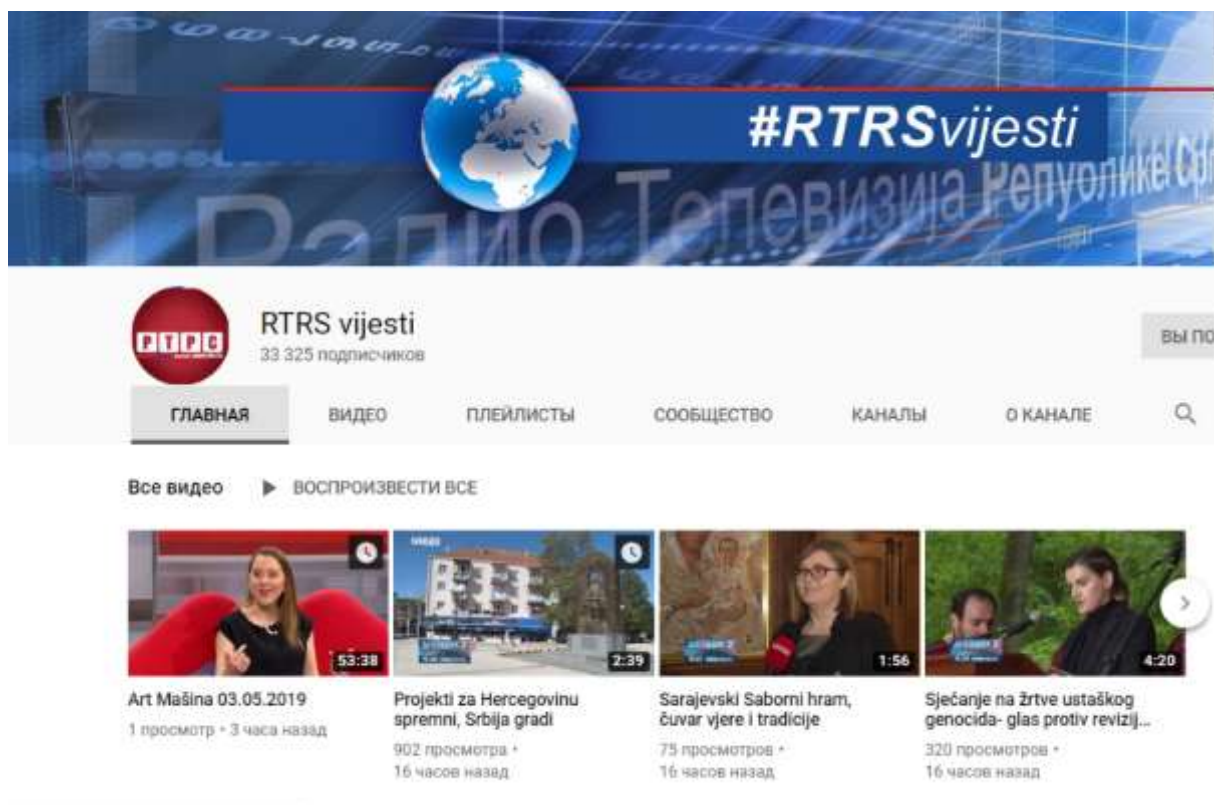 #RTRSvijesti
Радио Телевизија Републике Срп
РТРС
RTRS vijesti
33 325 подписчиков
ВЫ ПО
ГЛАВНАЯ ВИДЕО ПЛЕЙЛИСТЫ СООБЩЕСТВО КАНАЛЫ О КАНАЛЕ
Все видео ВОСПРОИЗВЕСТИ ВСЕ
53:38 2:39 1:56 4:20
Art Mašina 03.05.2019
1 просмотр • 3 часа назад
Projekti za Hercegovinu
spremni, Srbija gradi
902 просмотра •
16 часов назад
Sarajevski Saborni hram,
čuvar vjere i tradicije
75 просмотров •
16 часов назад
Sjećanje na žrtve ustaškog
genocida- glas protiv revizij...
320 просмотров •
16 часов назад